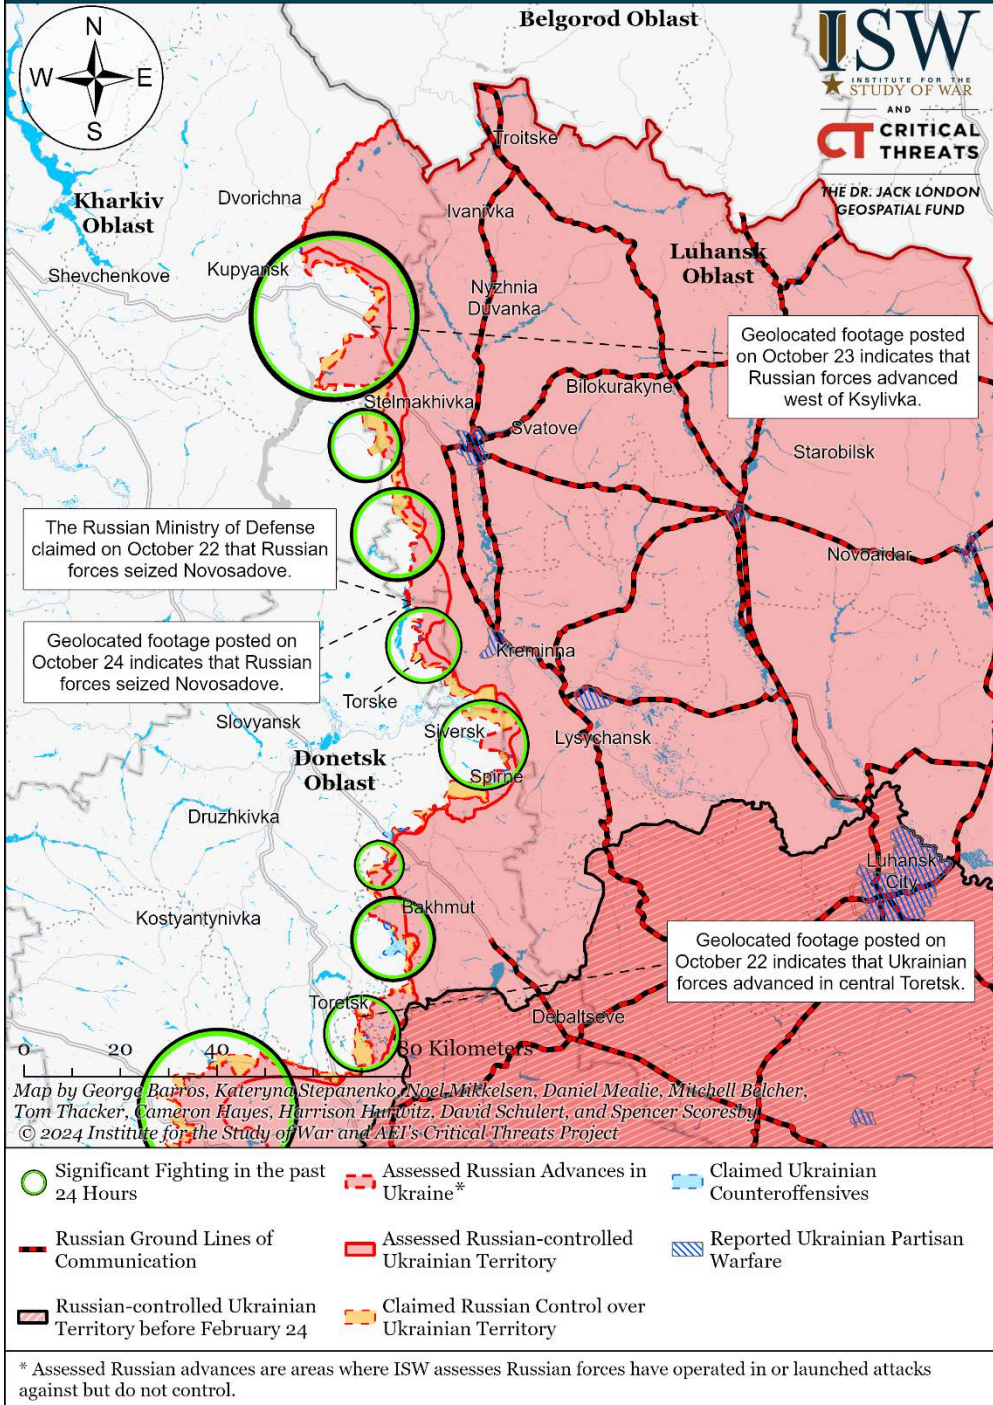 Belgorod Oblast
N
W
E
S
ISW
INSTITUTE FOR THE
STUDY OF WAR
AND
CT CRITICAL
THREATS
THE DR. JACK LONDON
GEOSPATIAL FUND
Troitske
Dvorichna
Kharkiv
Oblast
Ivanivka
Luhansk
Oblast
Shevchenkove
Kupyansk
Nyzhnia
Duvanka
Geolocated footage posted
on October 23 indicates that
Russian forces advanced
west of Ksylivka.
Bilokurakyne
Stelmakhivka
Svatove
Starobilsk
The Russian Ministry of Defense
claimed on October 22 that Russian
forces seized Novosadove.
Novoaidar
Geolocated footage posted on
October 24 indicates that Russian
forces seized Novosadove.
Kreminna
Torske
Slovyansk
Siversk
Lysychansk
Donetsk
Oblast
Spirne
Druzhkivka
Luhansk
City
Kostyantynivka
Bakhmut
Geolocated footage posted on
October 22 indicates that Ukrainian
forces advanced in central Toretsk.
Toretsk
Debaltseve
0 20 40 80 Kilometers
Map by George Barros, Kateryna Stepanenko, Noel Mikkelsen, Daniel Mealie, Mitchell Belcher,
Tom Thacker, Cameron Hayes, Harrison Hurwitz, David Schulert, and Spencer Scoresby
© 2024 Institute for the Study of War and AEI's Critical Threats Project
Significant Fighting in the past
24 Hours
Russian Ground Lines of
Communication
Russian-controlled Ukrainian
Territory before February 24
Assessed Russian Advances in
Ukraine*
Assessed Russian-controlled
Ukrainian Territory
Claimed Russian Control over
Ukrainian Territory
Claimed Ukrainian
Counteroffensives
Reported Ukrainian Partisan
Warfare
* Assessed Russian advances are areas where ISW assesses Russian forces have operated in or launched attacks
against but do not control.